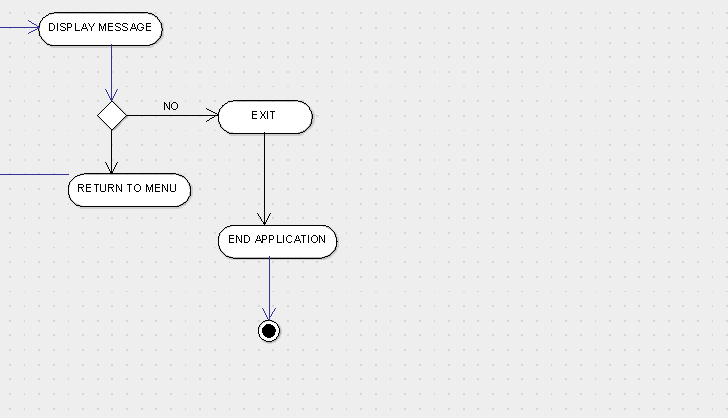 DISPLAY MESSAGE
NO
EXIT
RETURN TO MENU
END APPLICATION